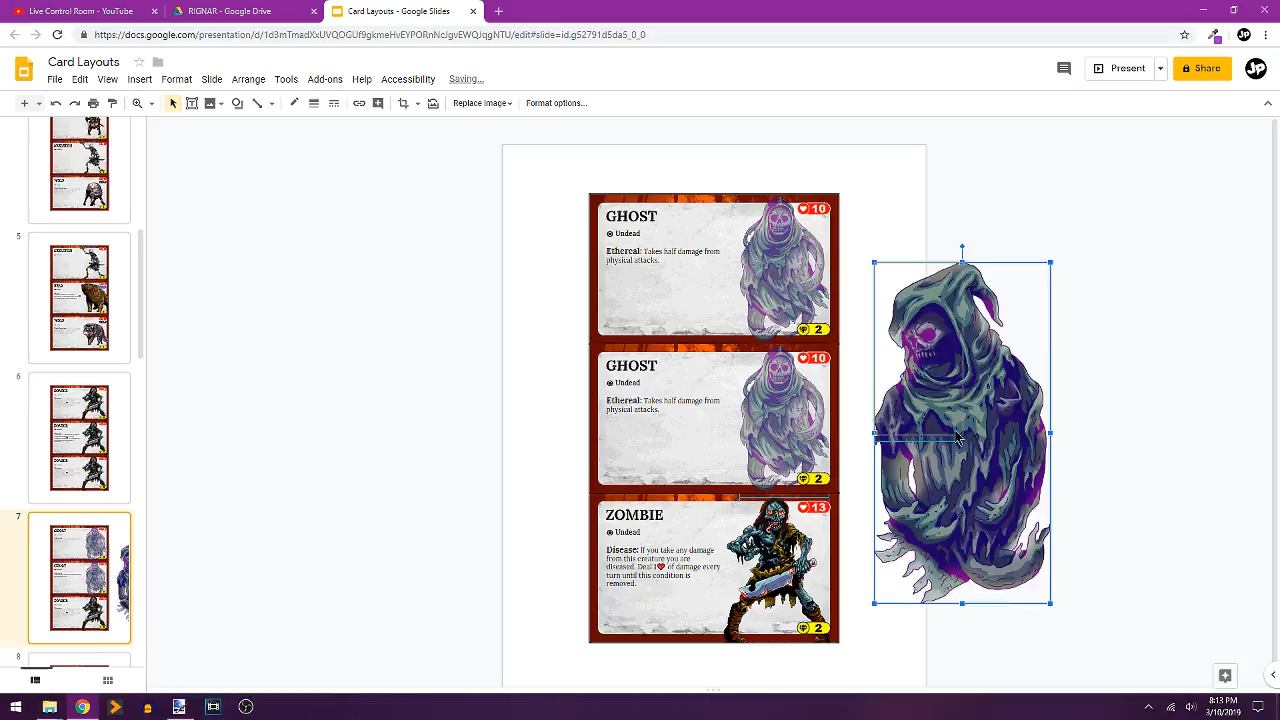 Live Control Room - YouTube
RIGNAR - Google Drive
Card Layouts - Google Slides
Card Layouts
File Edit View Insert Format Slide Arrange Tools Add-ons Help Accessibility Saving...
Present
Share
JP
Replace image
Format options...
5
6
7
8
GHOST
10
Undead
Ethereal: Takes half damage from
physical attacks.
2
GHOST
10
Undead
Ethereal: Takes half damage from
physical attacks.
2
ZOMBIE
13
Undead
Disease: If you take any damage
from this creature you are
diseased. Deal 1 of damage every
turn until this condition is
removed.
2
8:13 PM
3/10/2019